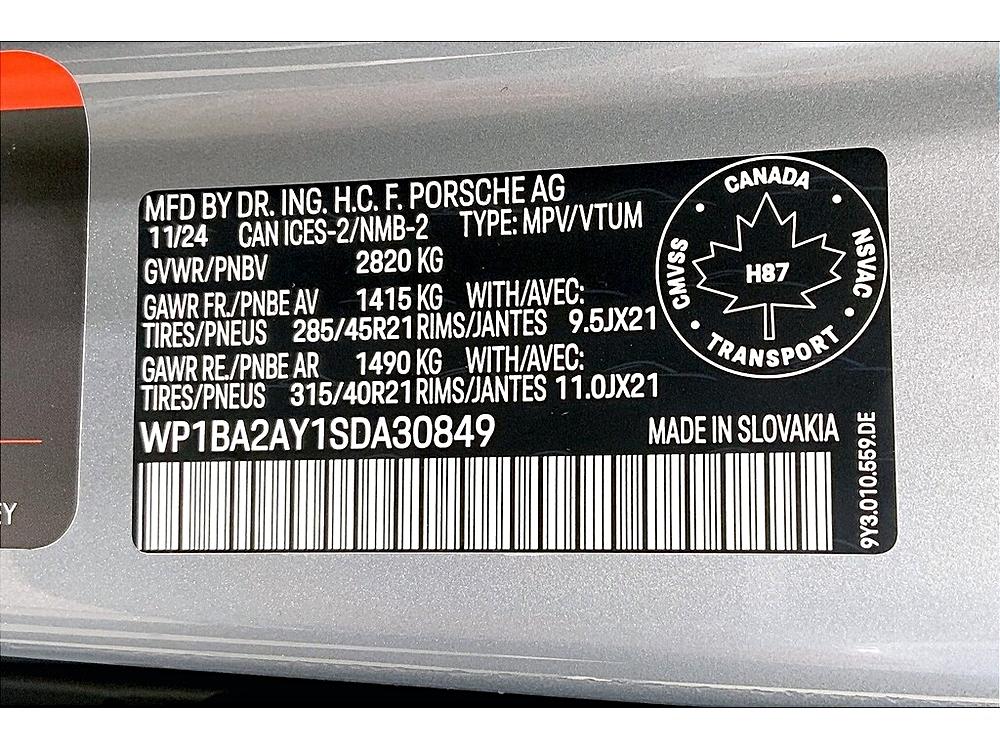 MFD BY DR. ING. H.C. F. PORSCHE AG
11/24 CAN ICES-2/NMB-2 TYPE: MPV/VTUM
GVWR/PNBV 2820 KG
GAWR FR./PNBE AV 1415 KG WITH/AVEC:
TIRES/PNEUS 285/45R21 RIMS/JANTES 9.5JX21
GAWR RE./PNBE AR 1490 KG WITH/AVEC:
TIRES/PNEUS 315/40R21 RIMS/JANTES 11.0JX21
WP1BA2AY1SDA30849 MADE IN SLOVAKIA
CANADA
CMVSS
H87
NSVAC
TRANSPORT
9Y3.010.559.DE